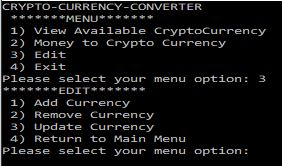 CRYPTO-CURRENCY-CONVERTER
*******MENU*******
1) View Available CryptoCurrency
2) Money to Crypto Currency
3) Edit
4) Exit
Please select your menu option: 3
*******EDIT*******
1) Add Currency
2) Remove Currency
3) Update Currency
4) Return to Main Menu
Please select your menu option: